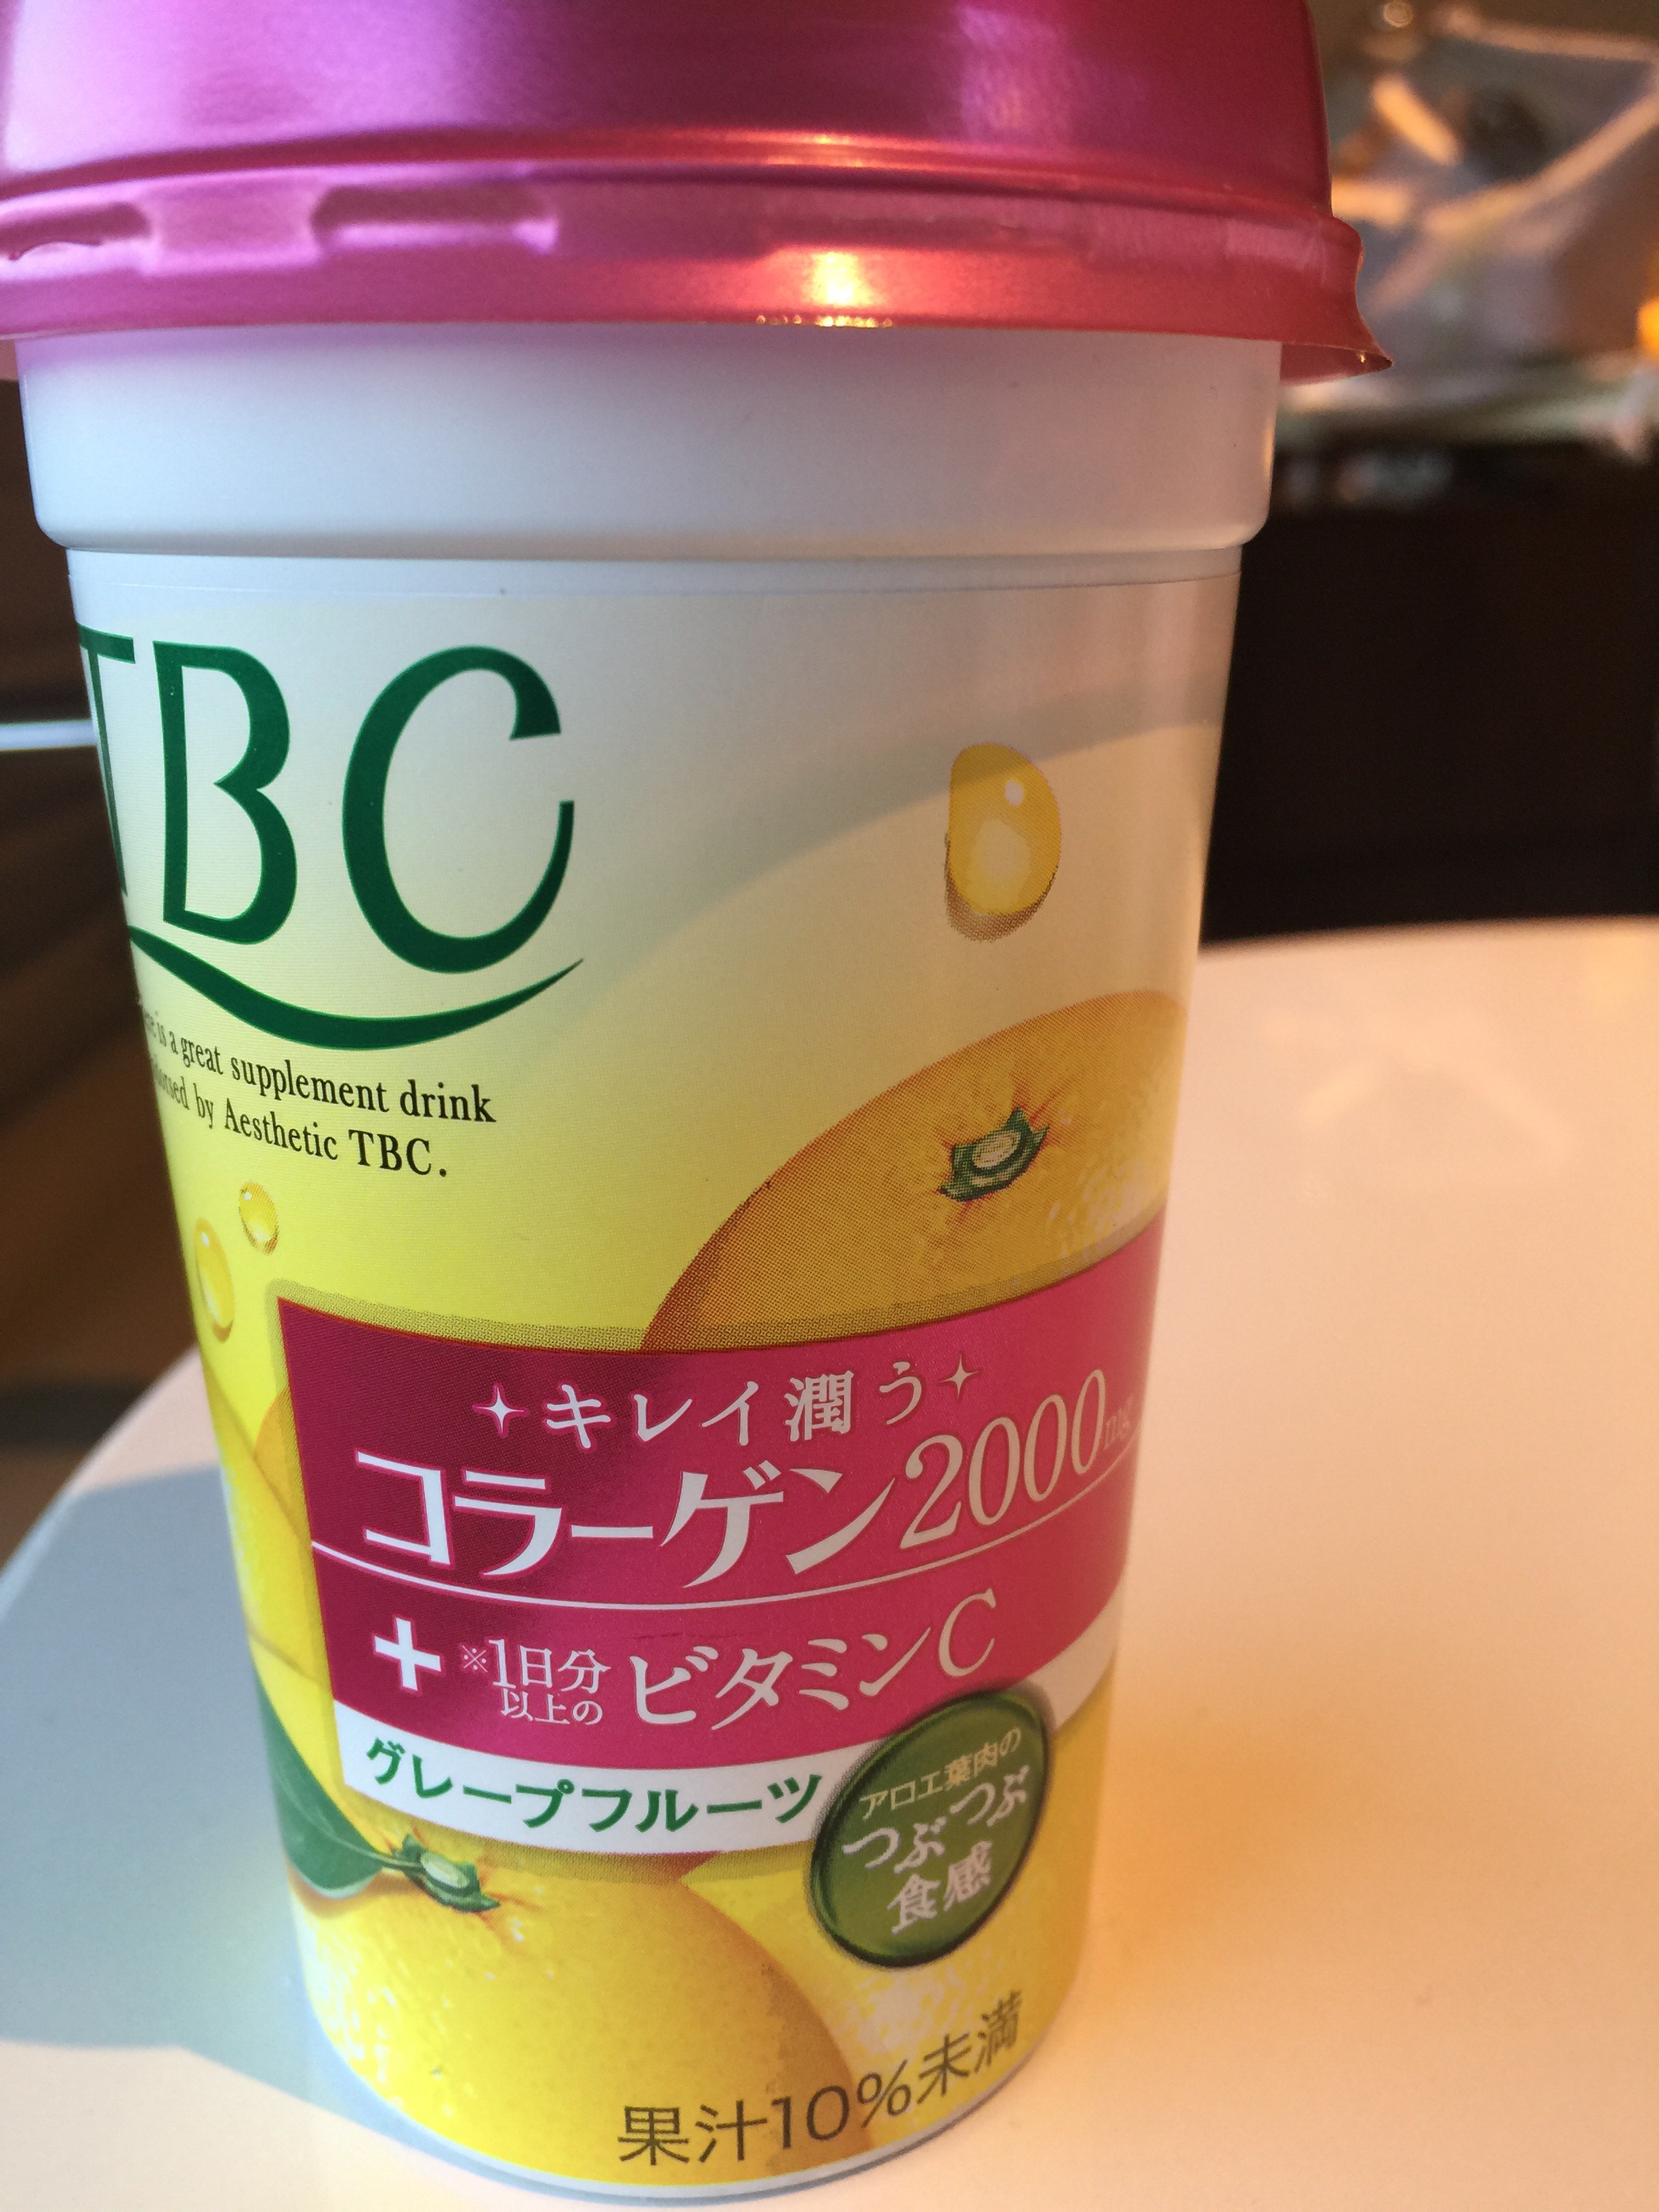 TBC
is a great supplement drink
by Aesthetic TBC.
キレイ潤う
コラーゲン2000mg
+ ※1日分以上の ビタミンC
グレープフルーツ
アロエ葉肉の
つぶつぶ
食感
果汁10%未満